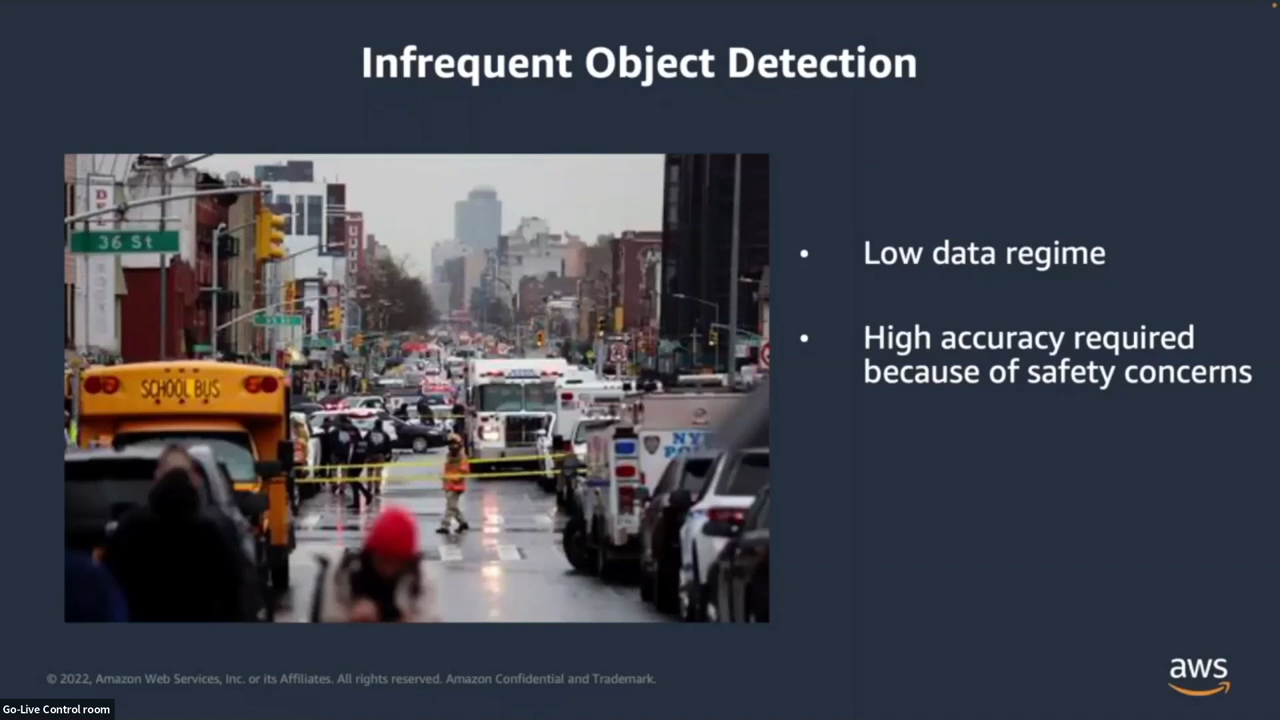 Infrequent Object Detection
36 St
SCHOOL BUS
• Low data regime
• High accuracy required
because of safety concerns
© 2022, Amazon Web Services, Inc. or its Affiliates. All rights reserved. Amazon Confidential and Trademark.
aws
Go-Live Control room